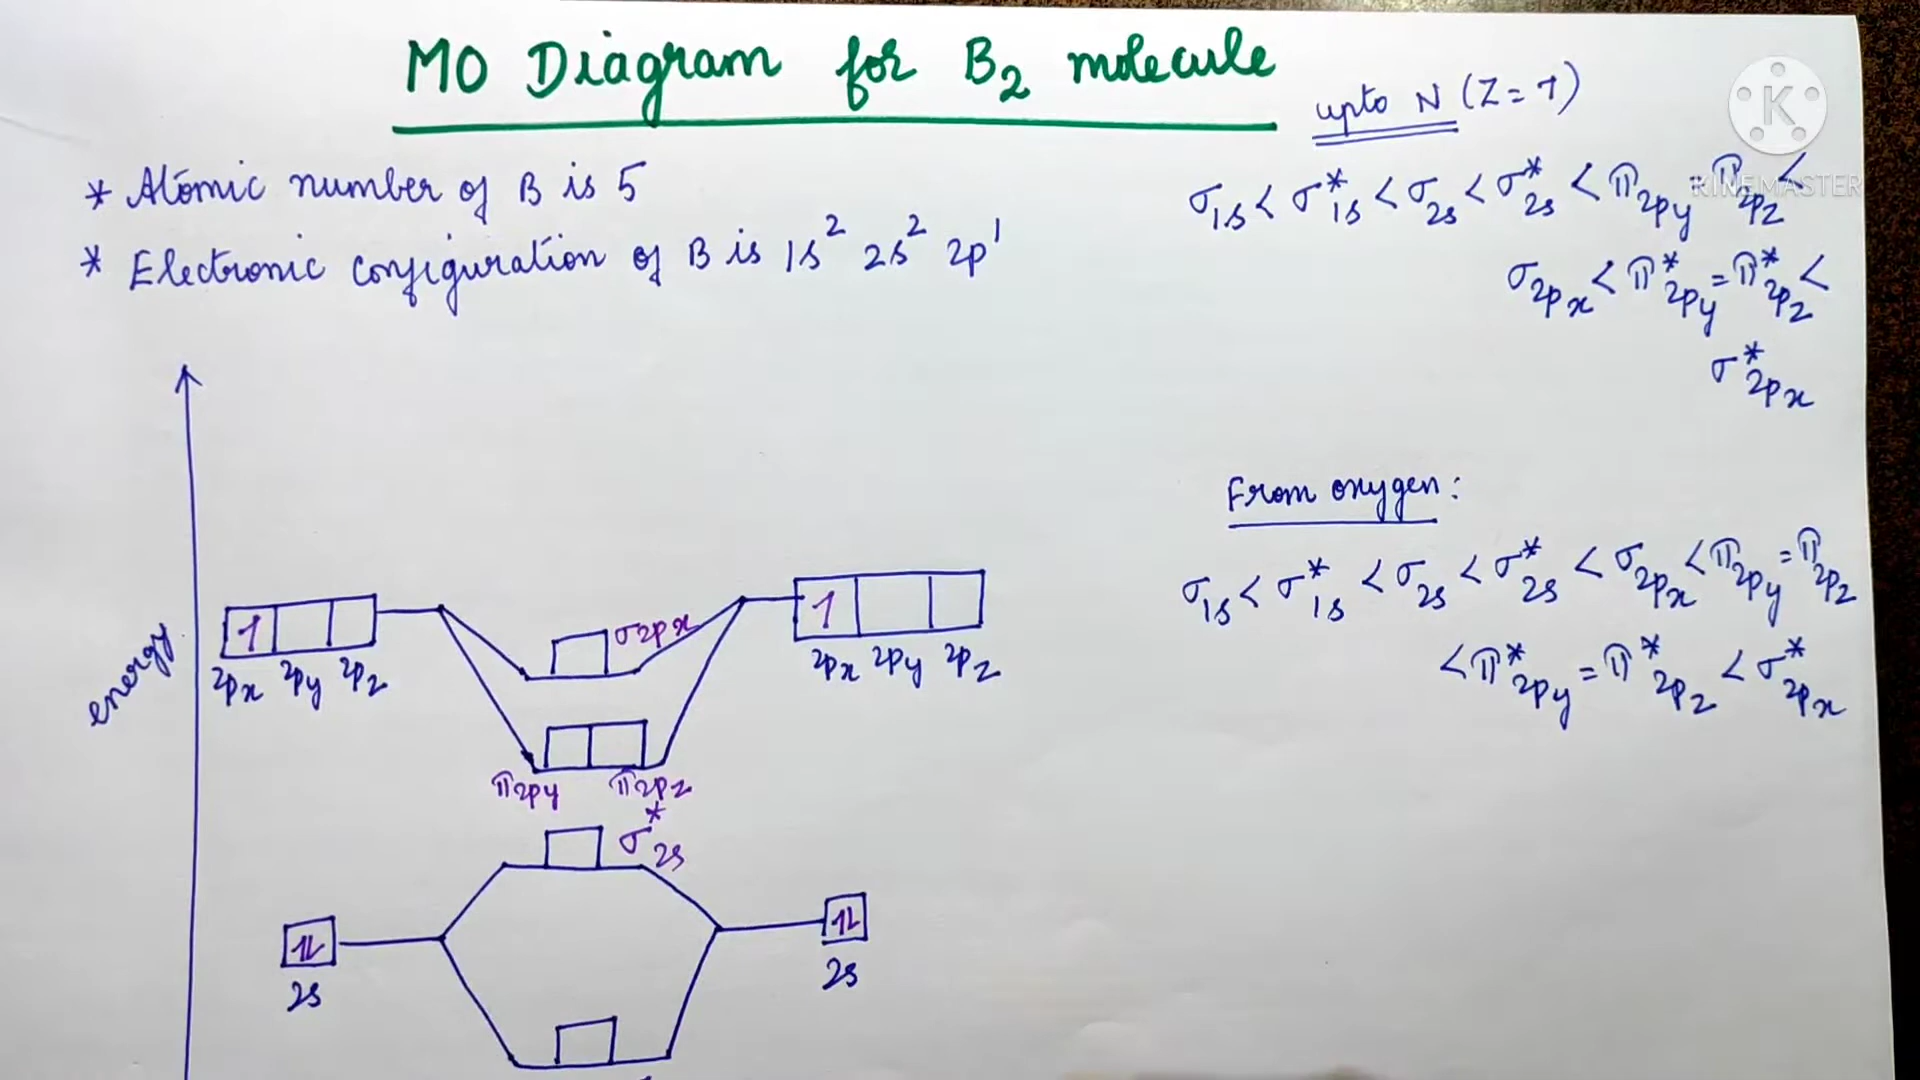 MO Diagram for B₂ molecule
upto N (Z=7)
K
KINEMASTER
* Atomic number of B is 5
* Electronic configuration of B is 1s² 2s² 2p¹
σ1s < σ*1s < σ2s < σ*2s < π2py = π2pz <
σ2px < π*2py = π*2pz <
σ*2px
From oxygen:
σ1s < σ*1s < σ2s < σ*2s < σ2px < π2py = π2pz
< π*2py = π*2pz < σ*2px
energy
1
1
σ2px
2px 2py 2pz
2px 2py 2pz
π2py π2pz
σ*2s
1L
1L
2s
2s